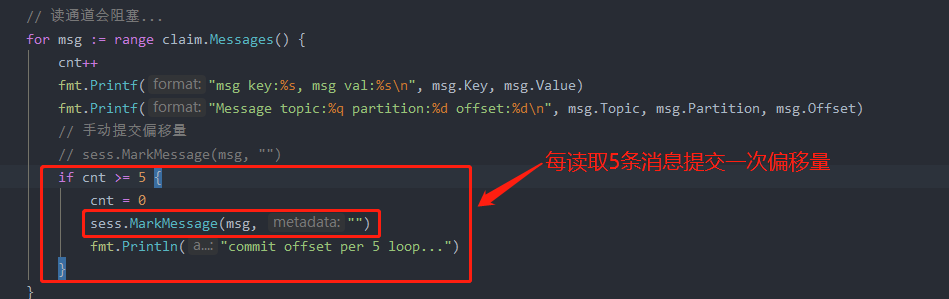 // 读通道会阻塞...
for msg := range claim.Messages() {
cnt++
fmt.Printf( format: "msg key:%s, msg val:%s\n", msg.Key, msg.Value)
fmt.Printf( format: "Message topic:%q partition:%d offset:%d\n", msg.Topic, msg.Partition, msg.Offset)
// 手动提交偏移量
// sess.MarkMessage(msg, "")
每读取5条消息提交一次偏移量
if cnt >= 5 {
cnt = 0
sess.MarkMessage(msg, metadata: "")
fmt.Println( a...: "commit offset per 5 loop...")
}
}